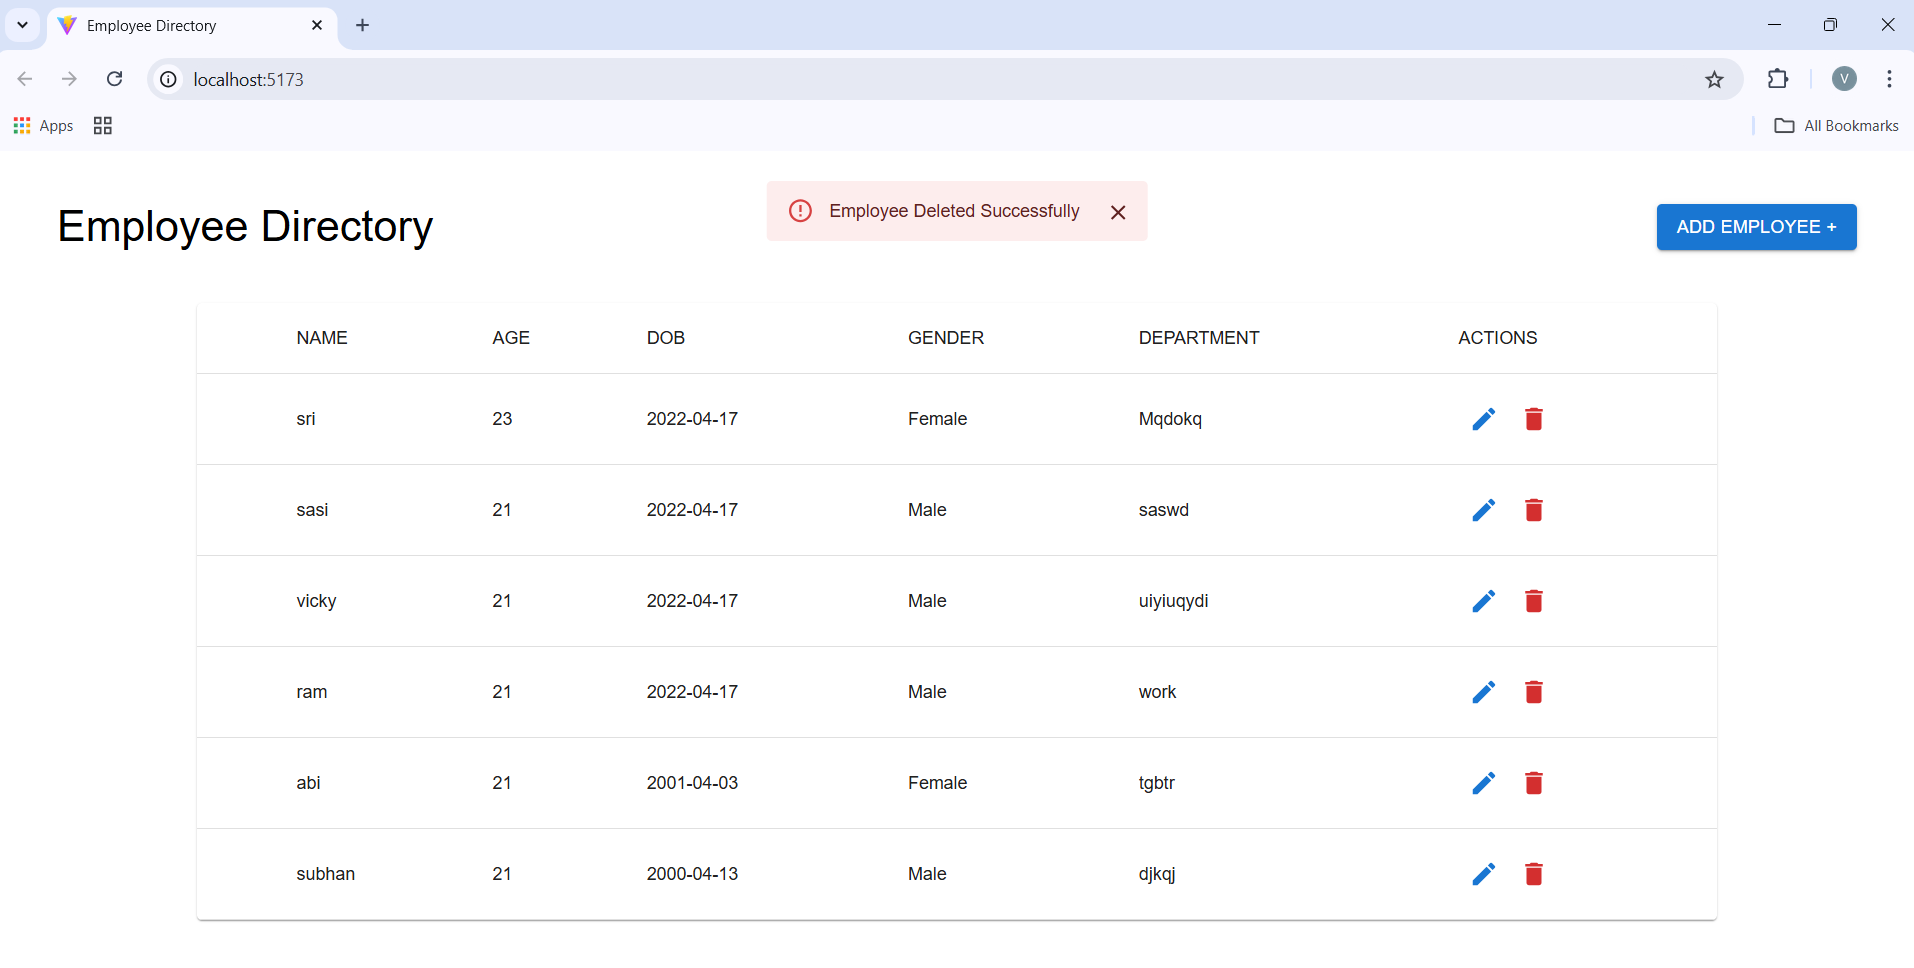 Employee Directory
localhost:5173
V
Apps
All Bookmarks
Employee Directory
Employee Deleted Successfully
ADD EMPLOYEE +
NAME AGE DOB GENDER DEPARTMENT ACTIONS
sri 23 2022-04-17 Female Mqdokq
sasi 21 2022-04-17 Male saswd
vicky 21 2022-04-17 Male uiyiuqydi
ram 21 2022-04-17 Male work
abi 21 2001-04-03 Female tgbtr
subhan 21 2000-04-13 Male djkqj